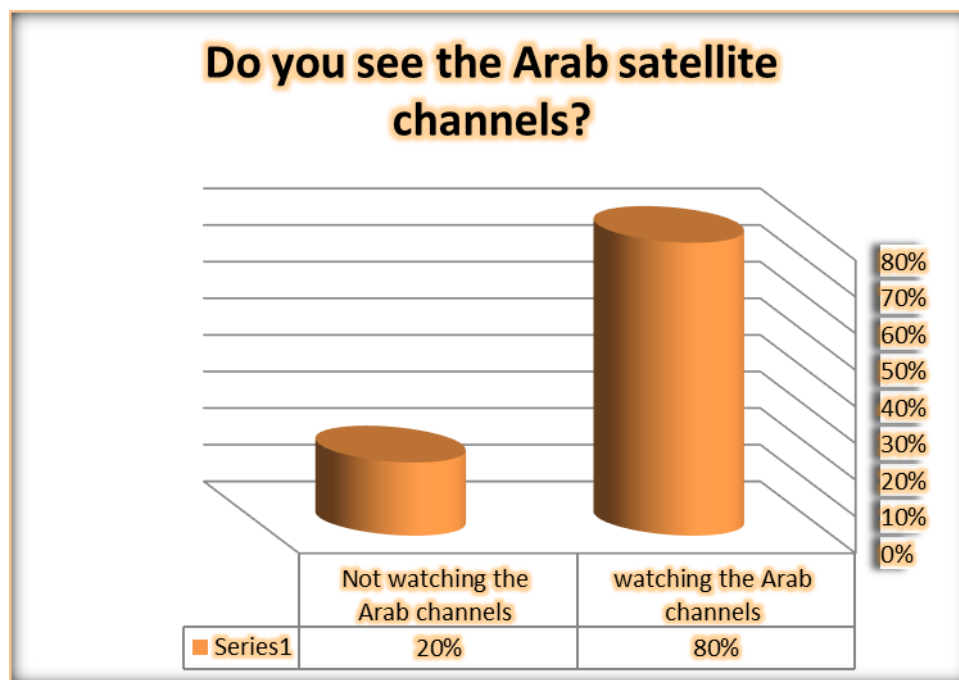 Do you see the Arab satellite
channels?
80%
70%
60%
50%
40%
30%
20%
10%
0%
Not watching the
Arab channels
watching the Arab
channels
Series1
20%
80%